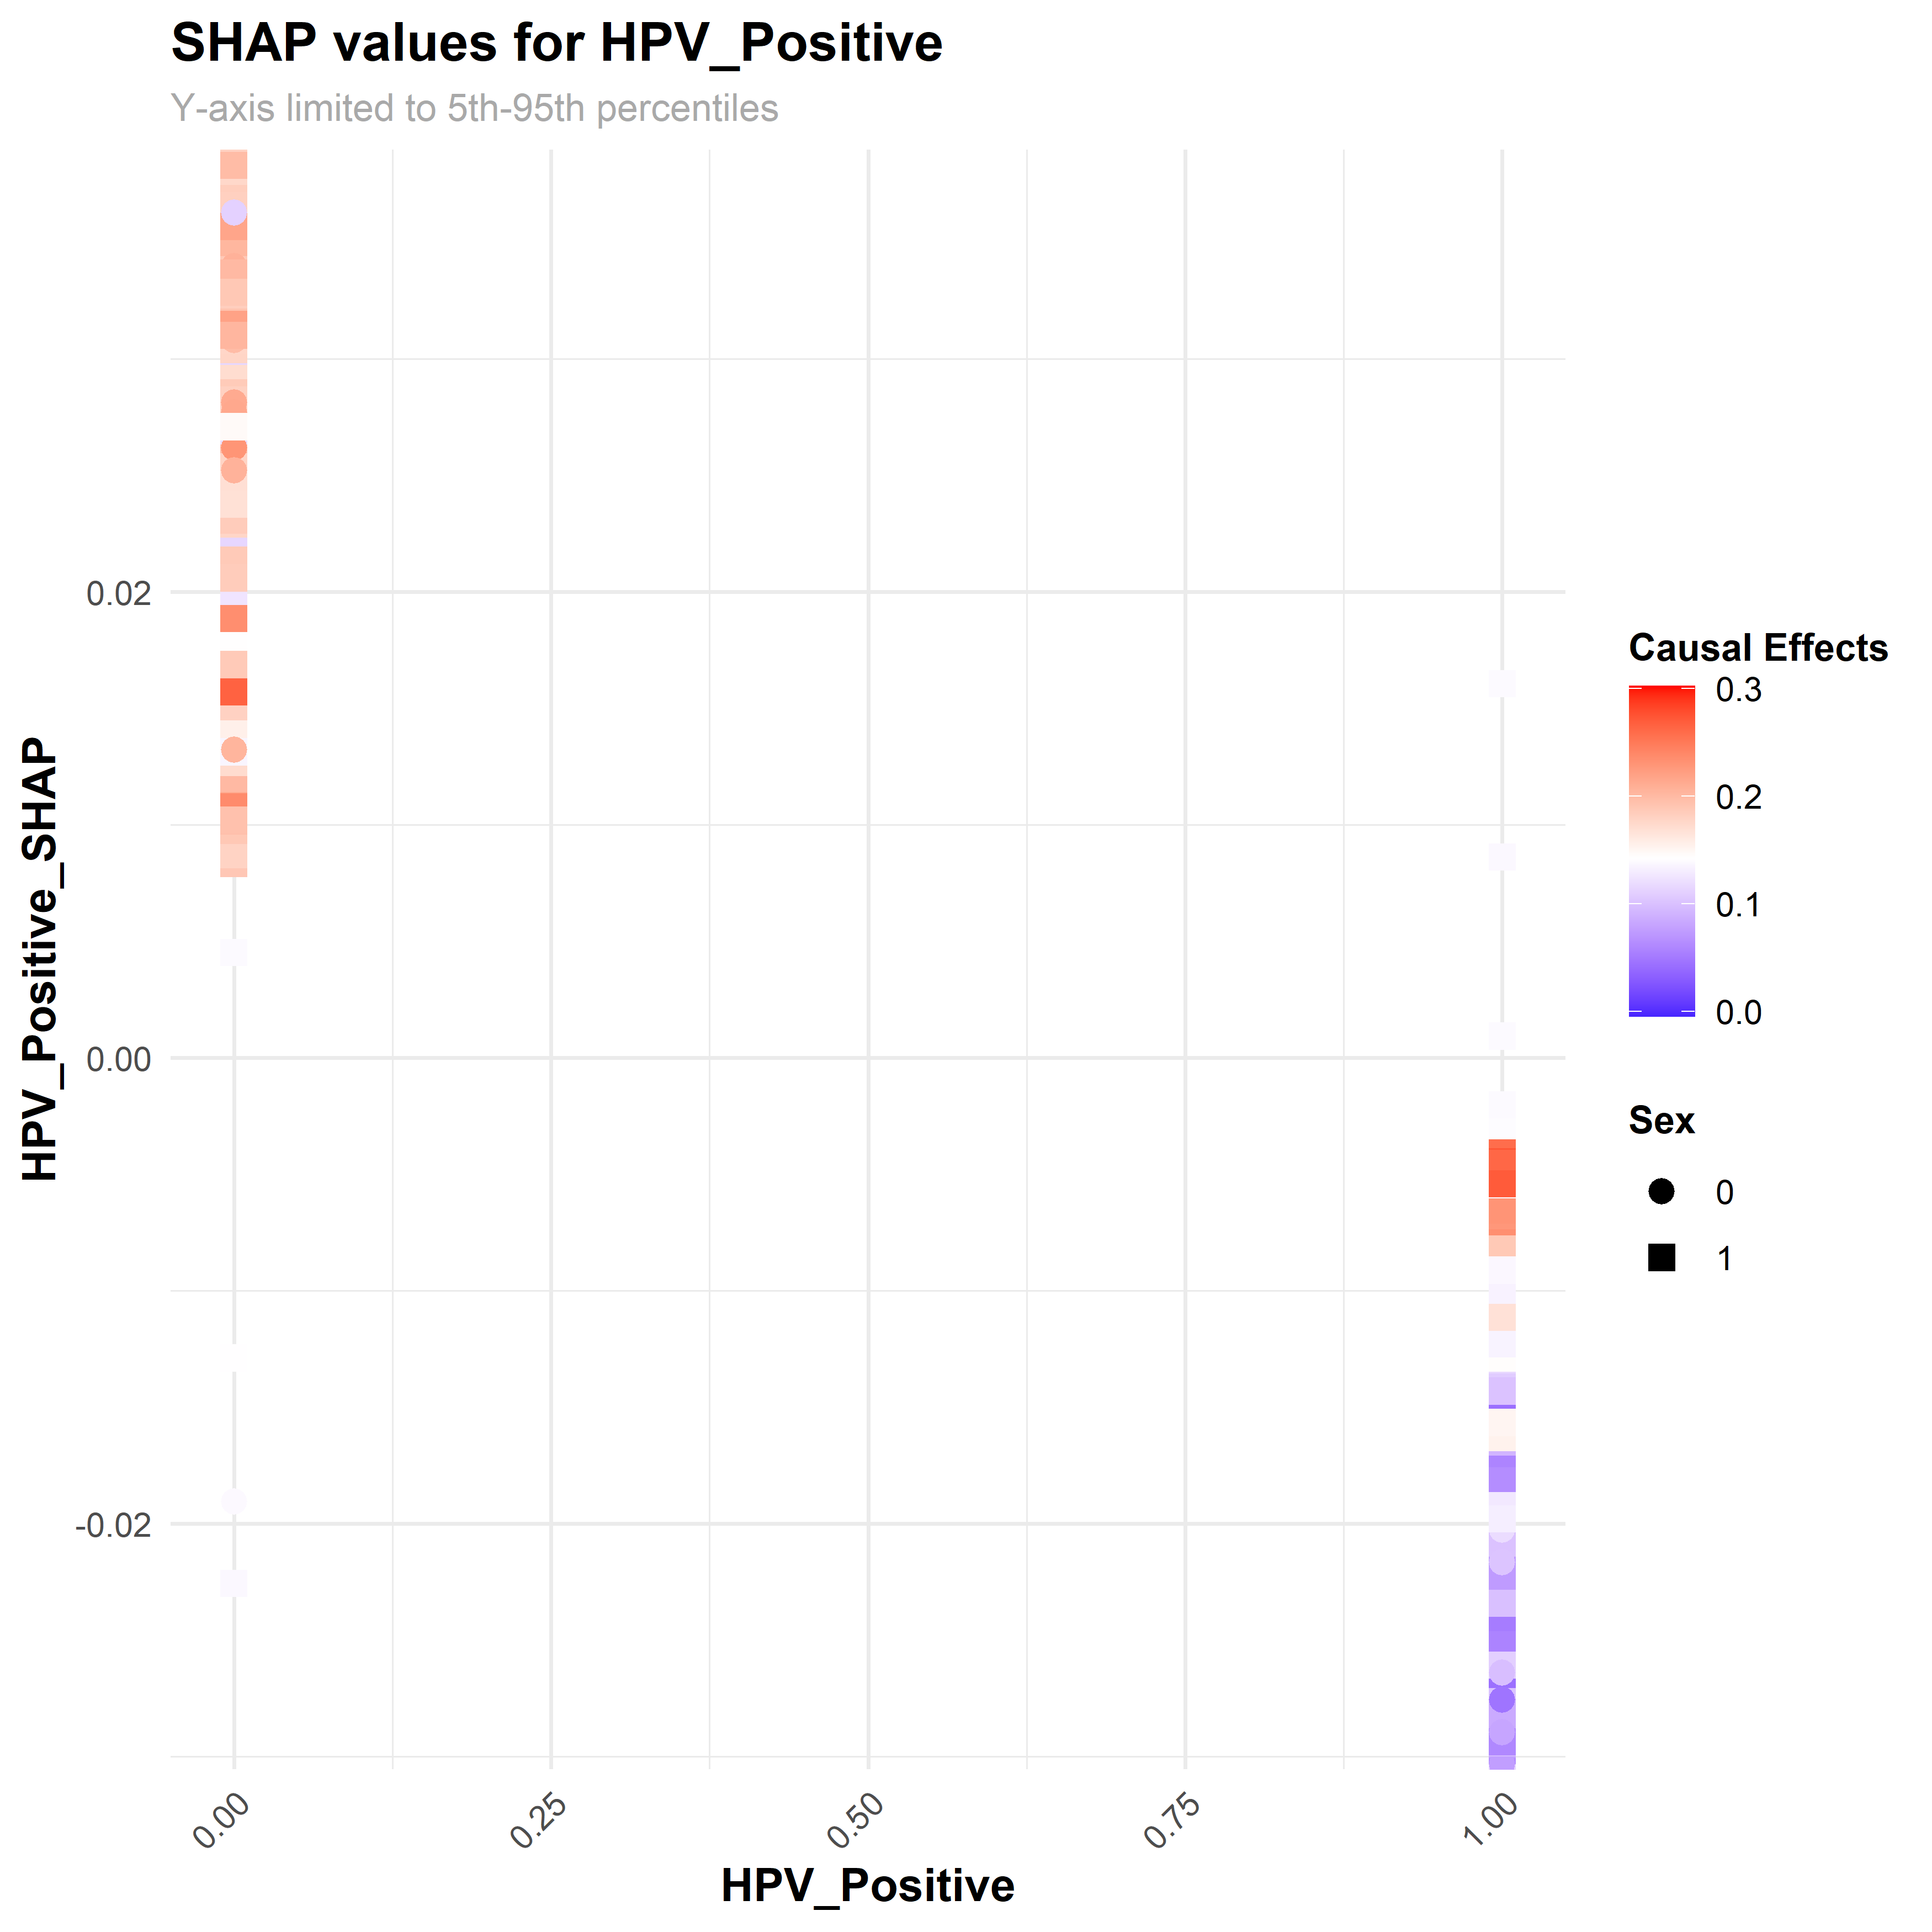 SHAP values for HPV_Positive
Y-axis limited to 5th-95th percentiles
HPV_Positive_SHAP
0.02
0.00
-0.02
0.00
0.25
0.50
0.75
1.00
HPV_Positive
Causal Effects
0.3
0.2
0.1
0.0
Sex
0
1